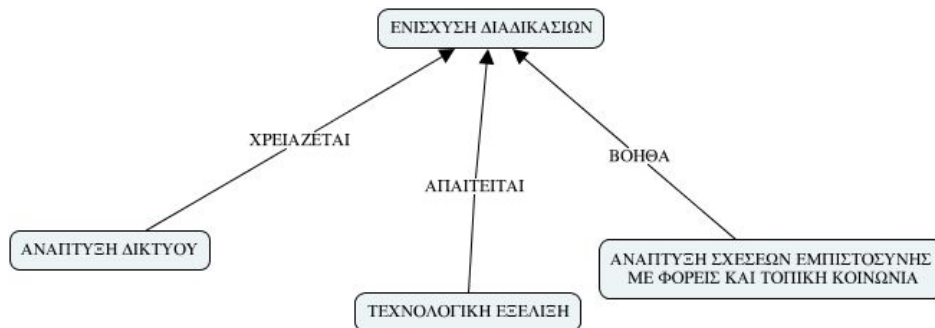 ΕΝΙΣΧΥΣΗ ΔΙΑΔΙΚΑΣΙΩΝ
ΧΡΕΙΑΖΕΤΑΙ
ΒΟΗΘΑ
ΑΠΑΙΤΕΙΤΑΙ
ΑΝΑΠΤΥΞΗ ΔΙΚΤΥΟΥ
ΑΝΑΠΤΥΞΗ ΣΧΕΣΕΩΝ ΕΜΠΙΣΤΟΣΥΝΗΣ
ΜΕ ΦΟΡΕΙΣ ΚΑΙ ΤΟΠΙΚΗ ΚΟΙΝΩΝΙΑ
ΤΕΧΝΟΛΟΓΙΚΗ ΕΞΕΛΙΞΗ